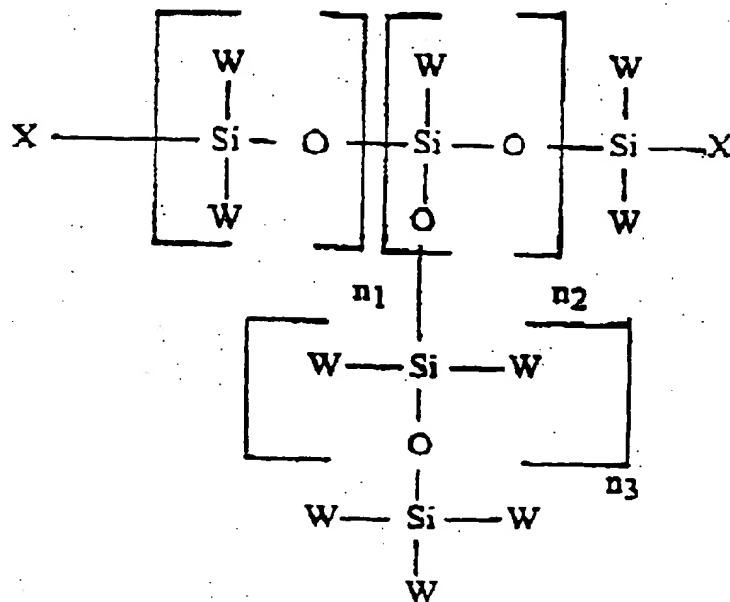 W W W
X Si O Si O Si X
W O W
n1 n2
W Si W
O
n3
W Si W
W